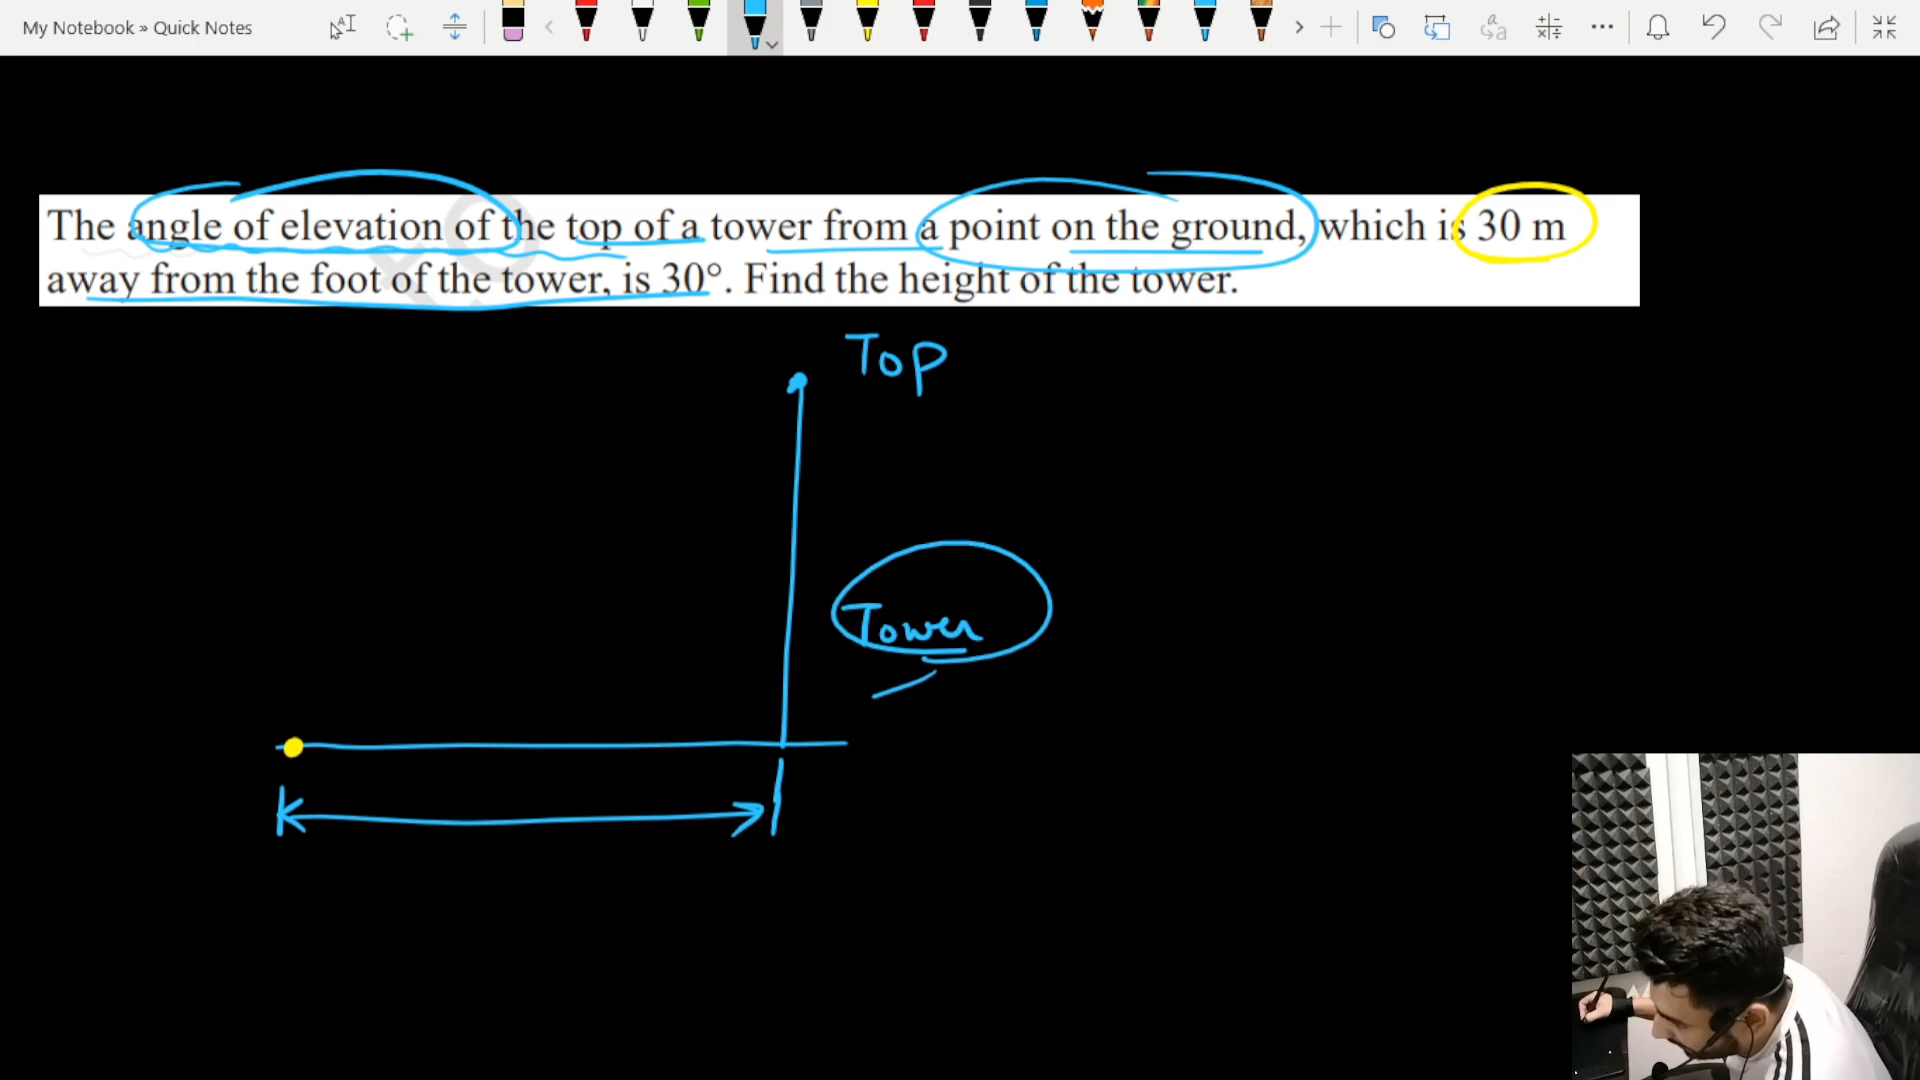 My Notebook » Quick Notes
The angle of elevation of the top of a tower from a point on the ground, which is 30 m
away from the foot of the tower, is 30°. Find the height of the tower.
Top
Tower